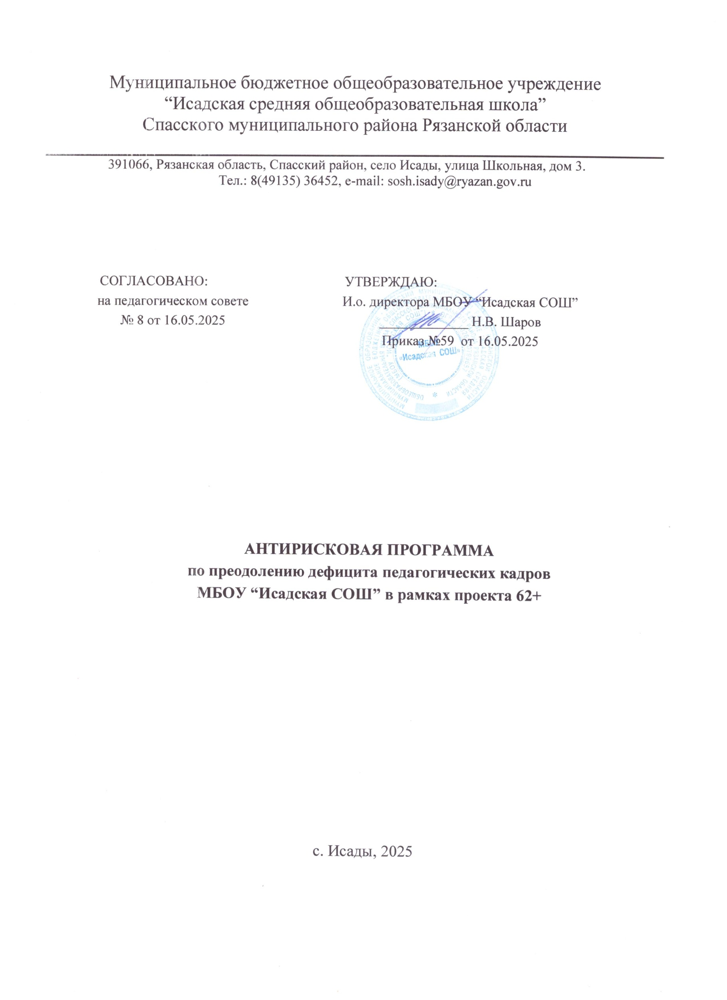 Муниципальное бюджетное общеобразовательное учреждение
“Исадская средняя общеобразовательная школа”
Спасского муниципального района Рязанской области
391066, Рязанская область, Спасский район, село Исады, улица Школьная, дом 3.
Тел.: 8(49135) 36452, e-mail: sosh.isady@ryazan.gov.ru
СОГЛАСОВАНО:
на педагогическом совете
№ 8 от 16.05.2025
УТВЕРЖДАЮ:
И.о. директора МБОУ “Исадская СОШ”
Н.В. Шаров
Приказ №59 от 16.05.2025
МБОУ
«Исадская СОШ»
АНТИРИСКОВАЯ ПРОГРАММА
по преодолению дефицита педагогических кадров
МБОУ “Исадская СОШ” в рамках проекта 62+
с. Исады, 2025